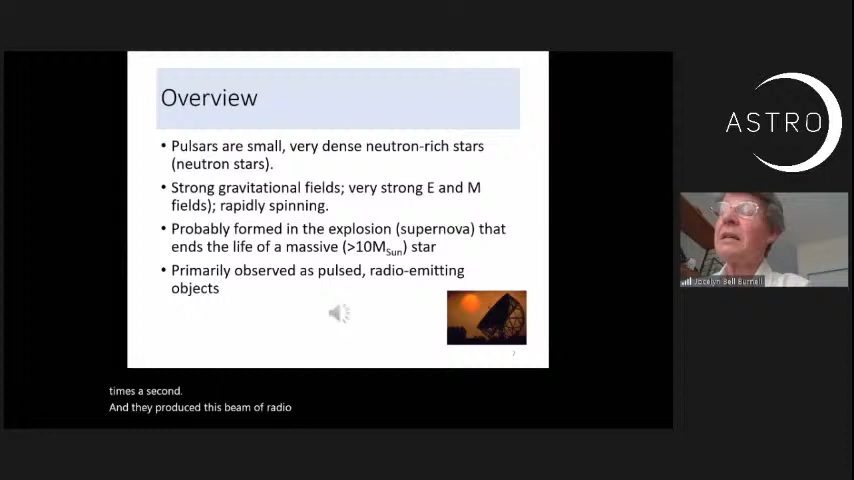 Overview
• Pulsars are small, very dense neutron-rich stars
(neutron stars).
• Strong gravitational fields; very strong E and M
fields); rapidly spinning.
• Probably formed in the explosion (supernova) that
ends the life of a massive (>10MSun) star
• Primarily observed as pulsed, radio-emitting
objects
7
times a second.
And they produced this beam of radio
ASTRO
Jocelyn Bell Burnell